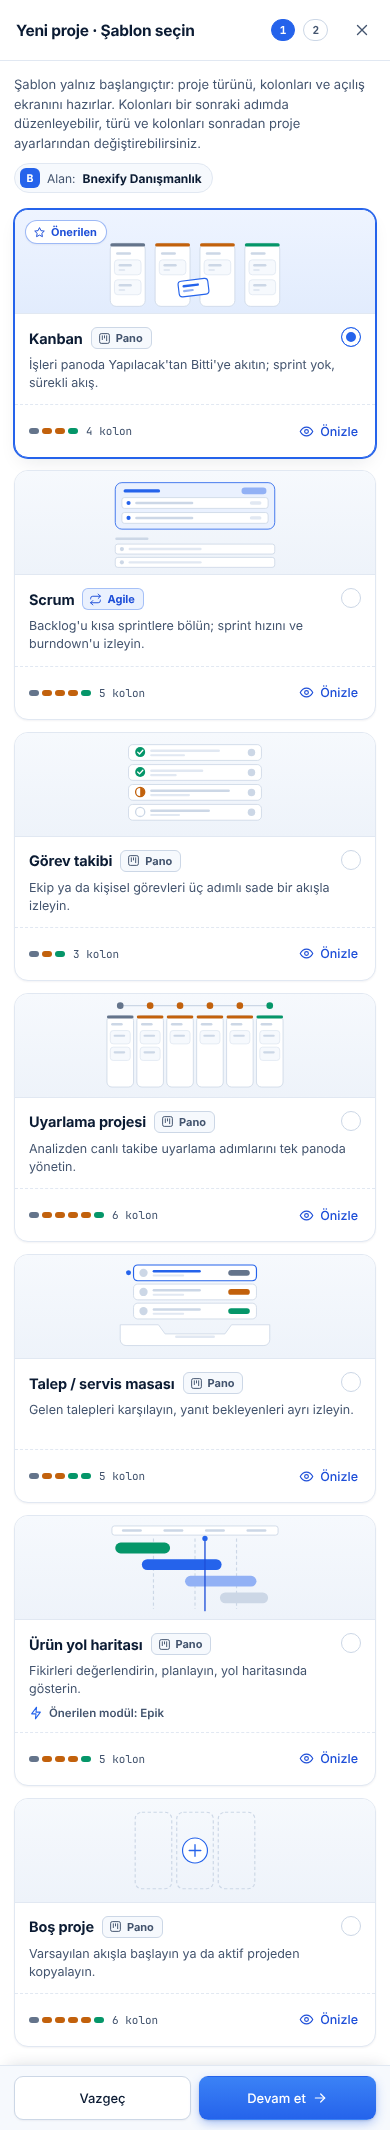 Yeni proje · Şablon seçin
1
2
Şablon yalnız başlangıçtır: proje türünü, kolonları ve açılış
ekranını hazırlar. Kolonları bir sonraki adımda
düzenleyebilir, türü ve kolonları sonradan proje
ayarlarından değiştirebilirsiniz.
B Alan: Bnexify Danışmanlık
Önerilen
Kanban Pano
İşleri panoda Yapılacak'tan Bitti'ye akıtın; sprint yok,
sürekli akış.
4 kolon Önizle
Scrum Agile
Backlog'u kısa sprintlere bölün; sprint hızını ve
burndown'u izleyin.
5 kolon Önizle
Görev takibi Pano
Ekip ya da kişisel görevleri üç adımlı sade bir akışla
izleyin.
3 kolon Önizle
Uyarlama projesi Pano
Analizden canlı takibe uyarlama adımlarını tek panoda
yönetin.
6 kolon Önizle
Talep / servis masası Pano
Gelen talepleri karşılayın, yanıt bekleyenleri ayrı izleyin.
5 kolon Önizle
Ürün yol haritası Pano
Fikirleri değerlendirin, planlayın, yol haritasında
gösterin.
Önerilen modül: Epik
5 kolon Önizle
Boş proje Pano
Varsayılan akışla başlayın ya da aktif projeden
kopyalayın.
6 kolon Önizle
Vazgeç
Devam et